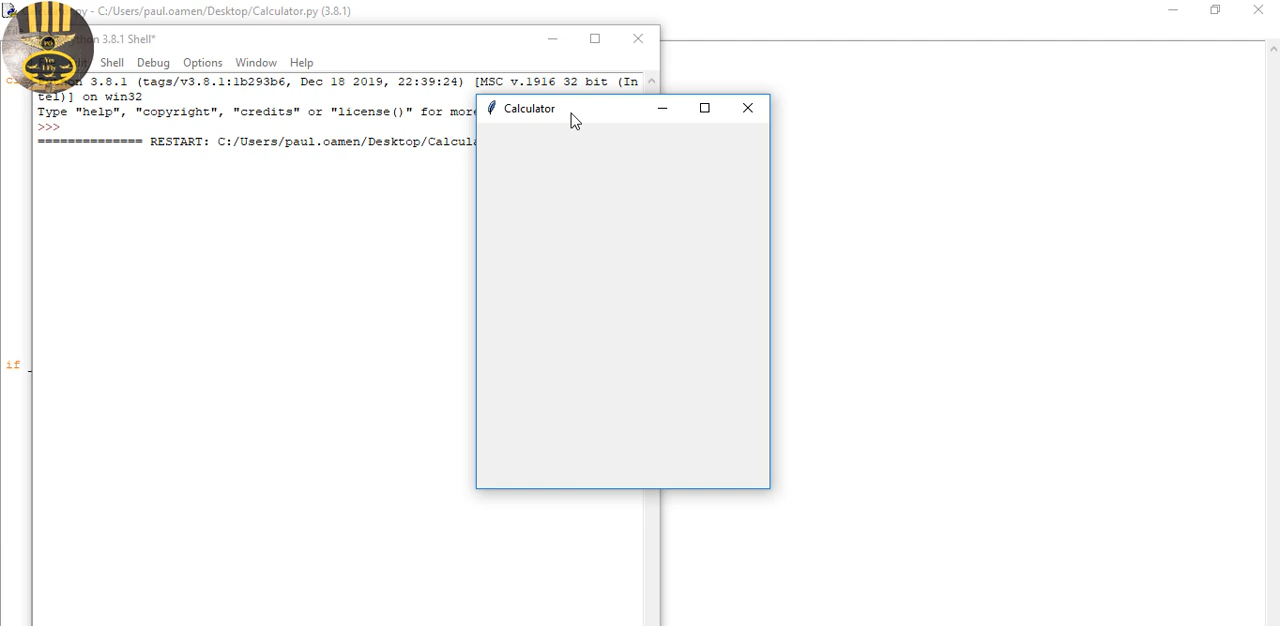 - C:/Users/paul.oamen/Desktop/Calculator.py (3.8.1)
3.8.1 Shell*
Shell Debug Options Window Help
3.8.1 (tags/v3.8.1:1b293b6, Dec 18 2019, 22:39:24) [MSC v.1916 32 bit (In
tel)] on win32
Type "help", "copyright", "credits" or "license()" for more
>>>
============== RESTART: C:/Users/paul.oamen/Desktop/Calcula
Calculator
if _